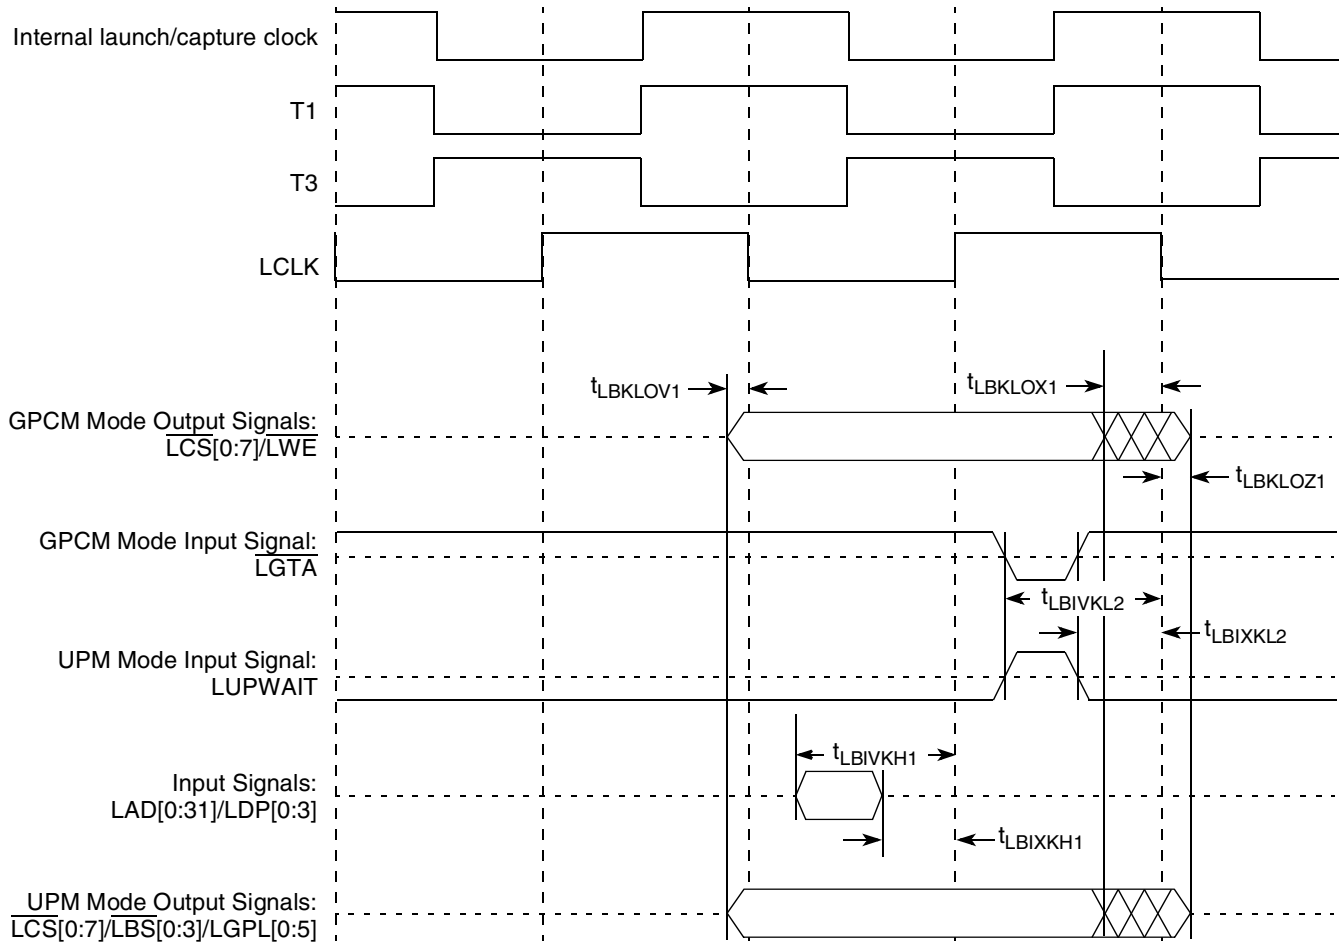 Internal launch/capture clock
T1
T3
LCLK
tLBKLOV1
tLBKLOX1
GPCM Mode Output Signals:
LCS[0:7]/LWE
tLBKLOZ1
GPCM Mode Input Signal:
LGTA
tLBIVKL2
tLBIXKL2
UPM Mode Input Signal:
LUPWAIT
tLBIVKH1
Input Signals:
LAD[0:31]/LDP[0:3]
tLBIXKH1
UPM Mode Output Signals:
LCS[0:7]/LBS[0:3]/LGPL[0:5]